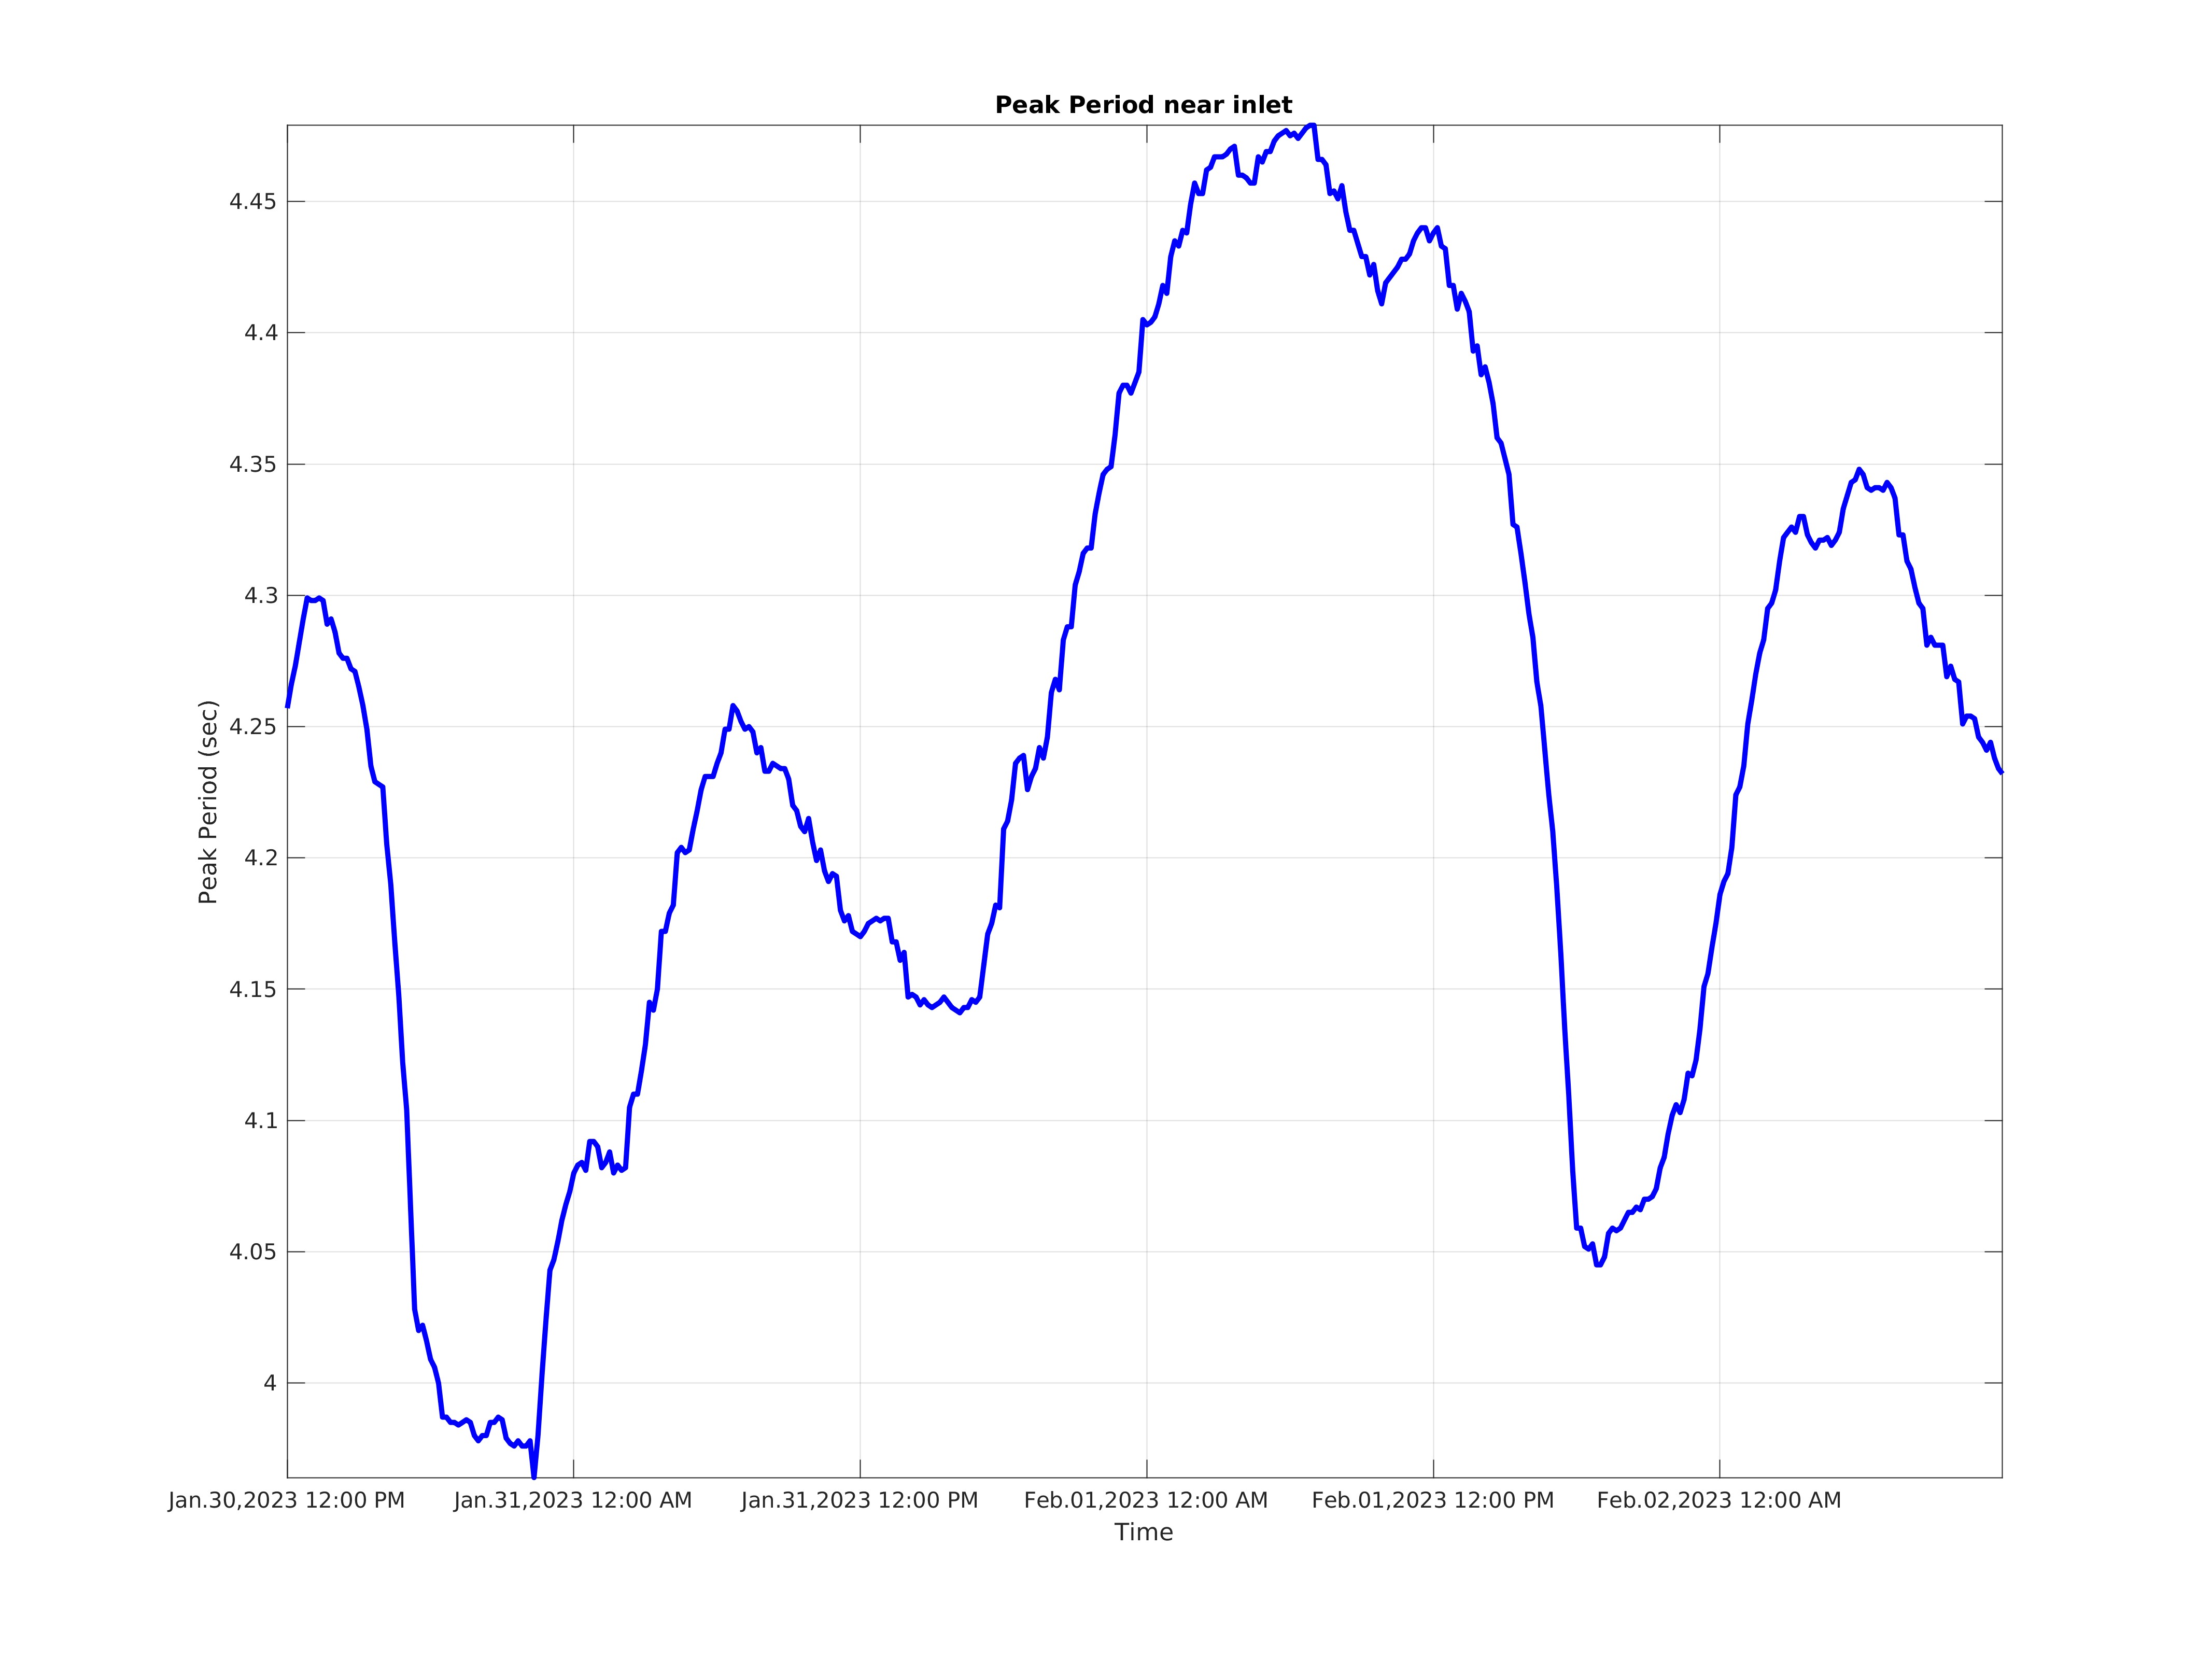 Peak Period near inlet
4.45
4.4
4.35
4.3
4.25
4.2
4.15
4.1
4.05
4
Peak Period (sec)
Jan.30,2023 12:00 PM Jan.31,2023 12:00 AM Jan.31,2023 12:00 PM Feb.01,2023 12:00 AM Feb.01,2023 12:00 PM Feb.02,2023 12:00 AM
Time